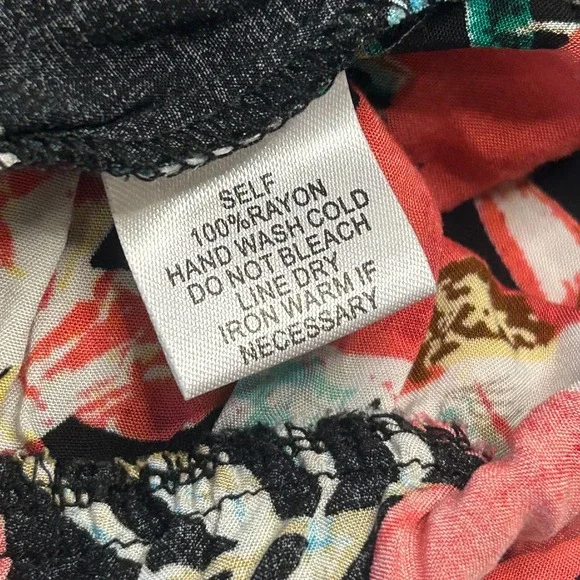 SELF
100%RAYON
HAND WASH COLD
DO NOT BLEACH
LINE DRY
IRON WARM IF
NECESSARY